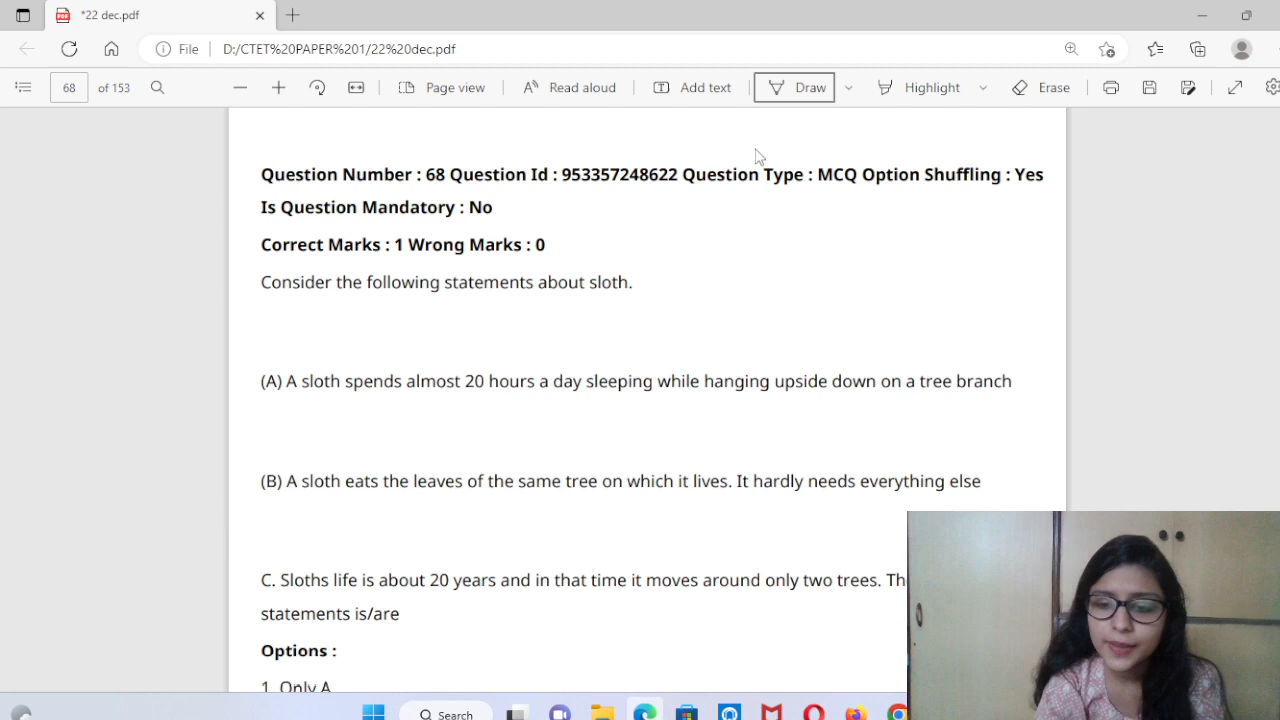 *22 dec.pdf
File
D:/CTET%20PAPER%201/22%20dec.pdf
68 of 153
Page view
Read aloud
Add text
Draw
Highlight
Erase
Question Number : 68 Question Id : 953357248622 Question Type : MCQ Option Shuffling : Yes
Is Question Mandatory : No
Correct Marks : 1 Wrong Marks : 0
Consider the following statements about sloth.
(A) A sloth spends almost 20 hours a day sleeping while hanging upside down on a tree branch
(B) A sloth eats the leaves of the same tree on which it lives. It hardly needs everything else
C. Sloths life is about 20 years and in that time it moves around only two trees. Th
statements is/are
Options :
1. Only A
Search